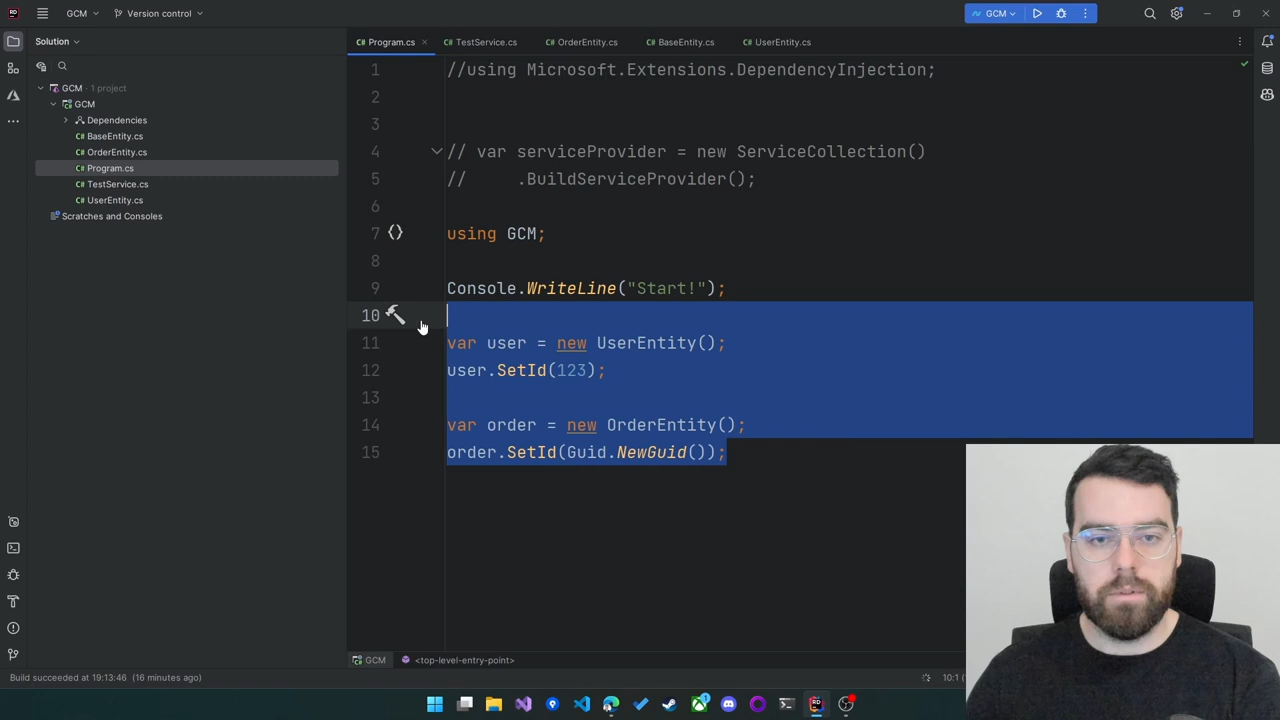 GCM
Version control
GCM
Solution
Program.cs
TestService.cs
OrderEntity.cs
BaseEntity.cs
UserEntity.cs
GCM · 1 project
GCM
Dependencies
BaseEntity.cs
OrderEntity.cs
Program.cs
TestService.cs
UserEntity.cs
Scratches and Consoles
1 //using Microsoft.Extensions.DependencyInjection;
2
3
4 // var serviceProvider = new ServiceCollection()
5 //     .BuildServiceProvider();
6
7 using GCM;
8
9 Console.WriteLine("Start!");
10
11 var user = new UserEntity();
12 user.SetId(123);
13
14 var order = new OrderEntity();
15 order.SetId(Guid.NewGuid());
GCM
<top-level-entry-point>
Build succeeded at 19:13:46 (16 minutes ago)